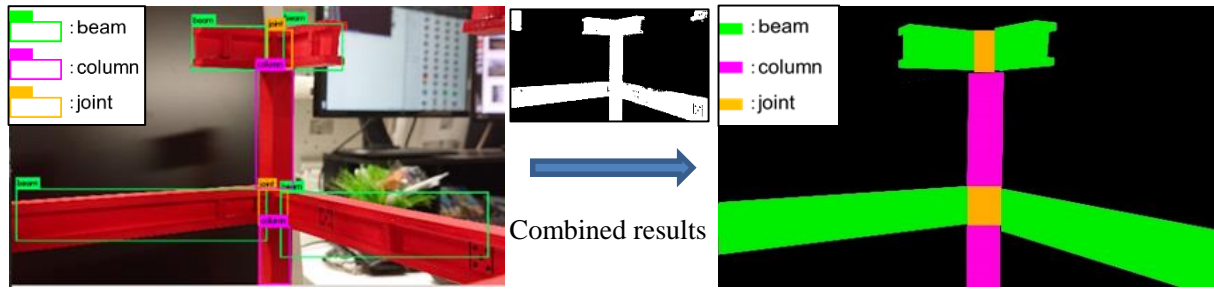 : beam
: column
: joint
beam
joint
beam
column
beam
joint
beam
column
Combined results
: beam
: column
: joint